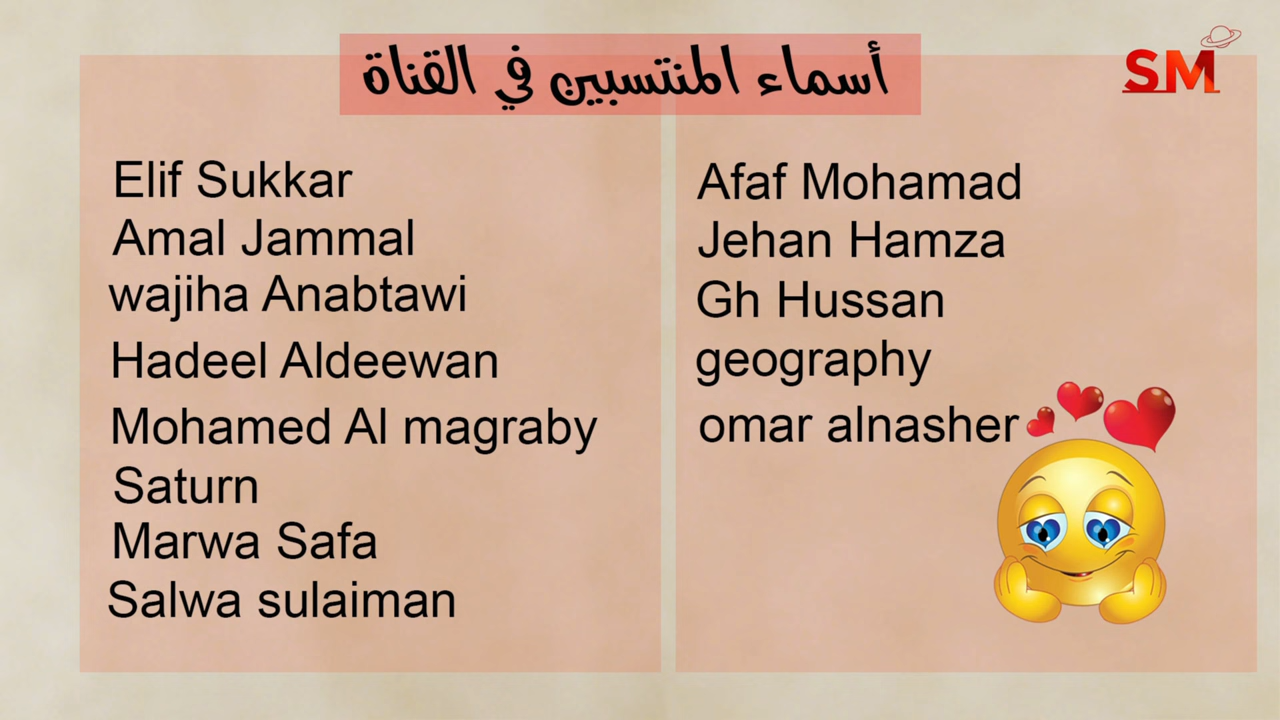 أسماء المنتسبين في القناة
SM
Elif Sukkar
Amal Jammal
wajiha Anabtawi
Hadeel Aldeewan
Mohamed Al magraby
Saturn
Marwa Safa
Salwa sulaiman
Afaf Mohamad
Jehan Hamza
Gh Hussan
geography
omar alnasher